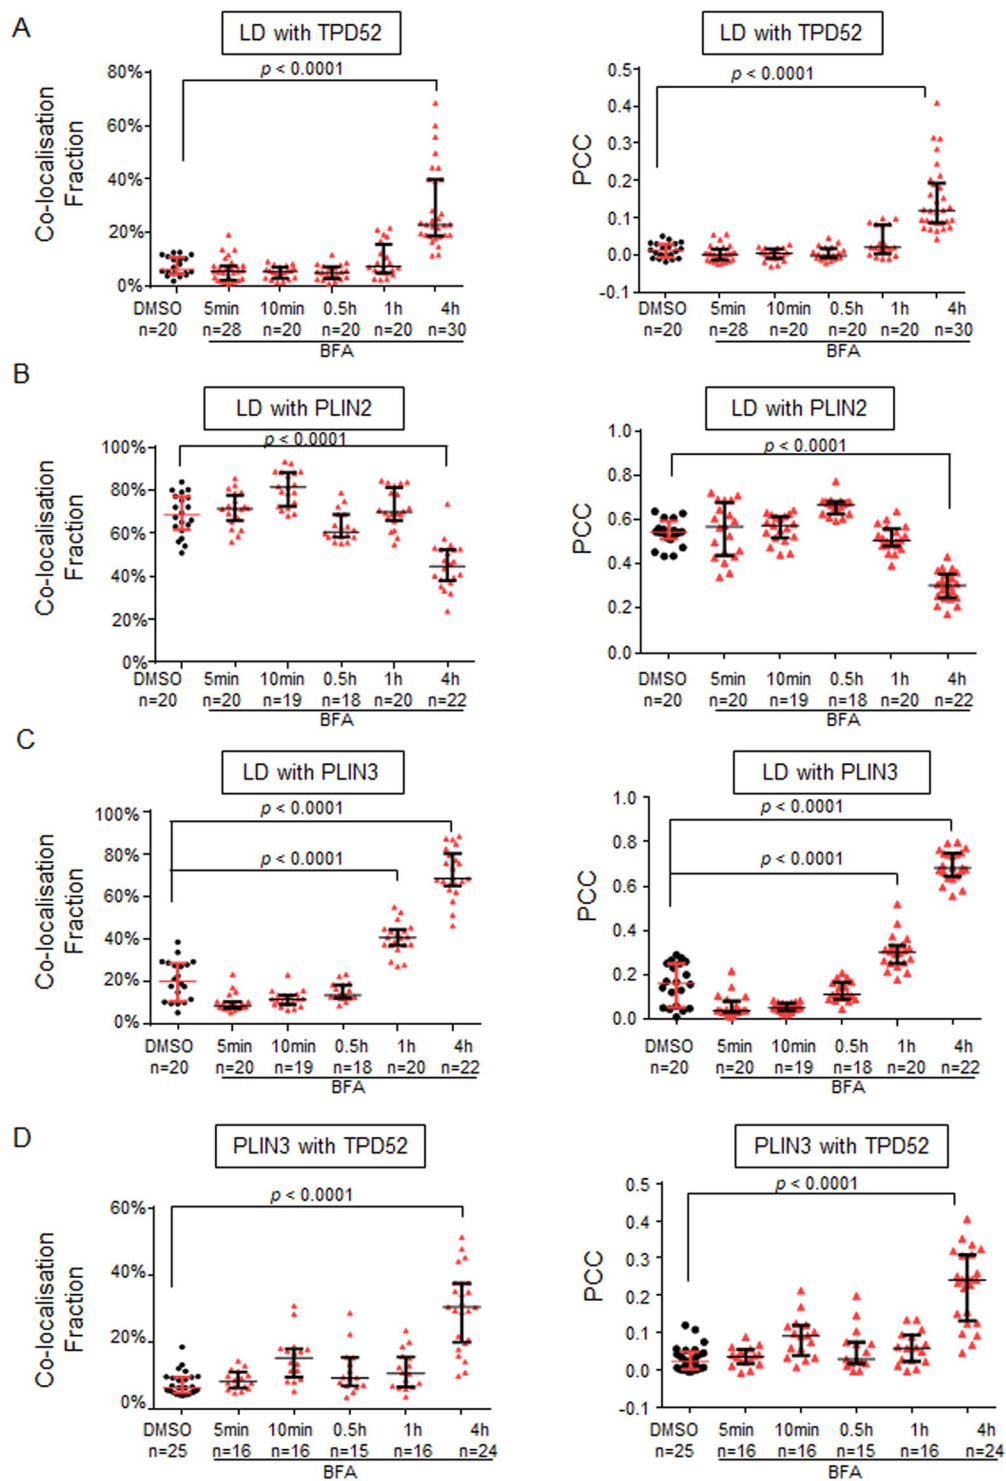 A
LD with TPD52
LD with TPD52
Co-localisation
Fraction
80%
60%
40%
20%
0%
p < 0.0001
DMSO 5min 10min 0.5h 1h 4h
n=20 n=28 n=20 n=20 n=20 n=30
BFA
PCC
0.5
0.4
0.3
0.2
0.1
0.0
-0.1
p < 0.0001
DMSO 5min 10min 0.5h 1h 4h
n=20 n=28 n=20 n=20 n=20 n=30
BFA
B
LD with PLIN2
LD with PLIN2
Co-localisation
Fraction
100%
80%
60%
40%
20%
0%
p < 0.0001
DMSO 5min 10min 0.5h 1h 4h
n=20 n=20 n=19 n=18 n=20 n=22
BFA
PCC
1.0
0.8
0.6
0.4
0.2
0.0
p < 0.0001
DMSO 5min 10min 0.5h 1h 4h
n=20 n=20 n=19 n=18 n=20 n=22
BFA
C
LD with PLIN3
LD with PLIN3
Co-localisation
Fraction
100%
80%
60%
40%
20%
0%
p < 0.0001
p < 0.0001
DMSO 5min 10min 0.5h 1h 4h
n=20 n=20 n=19 n=18 n=20 n=22
BFA
PCC
1.0
0.8
0.6
0.4
0.2
0.0
p < 0.0001
p < 0.0001
DMSO 5min 10min 0.5h 1h 4h
n=20 n=20 n=19 n=18 n=20 n=22
BFA
D
PLIN3 with TPD52
PLIN3 with TPD52
Co-localisation
Fraction
60%
40%
20%
0%
p < 0.0001
DMSO 5min 10min 0.5h 1h 4h
n=25 n=16 n=16 n=15 n=16 n=24
BFA
PCC
0.5
0.4
0.3
0.2
0.1
0.0
-0.1
p < 0.0001
DMSO 5min 10min 0.5h 1h 4h
n=25 n=16 n=16 n=15 n=16 n=24
BFA